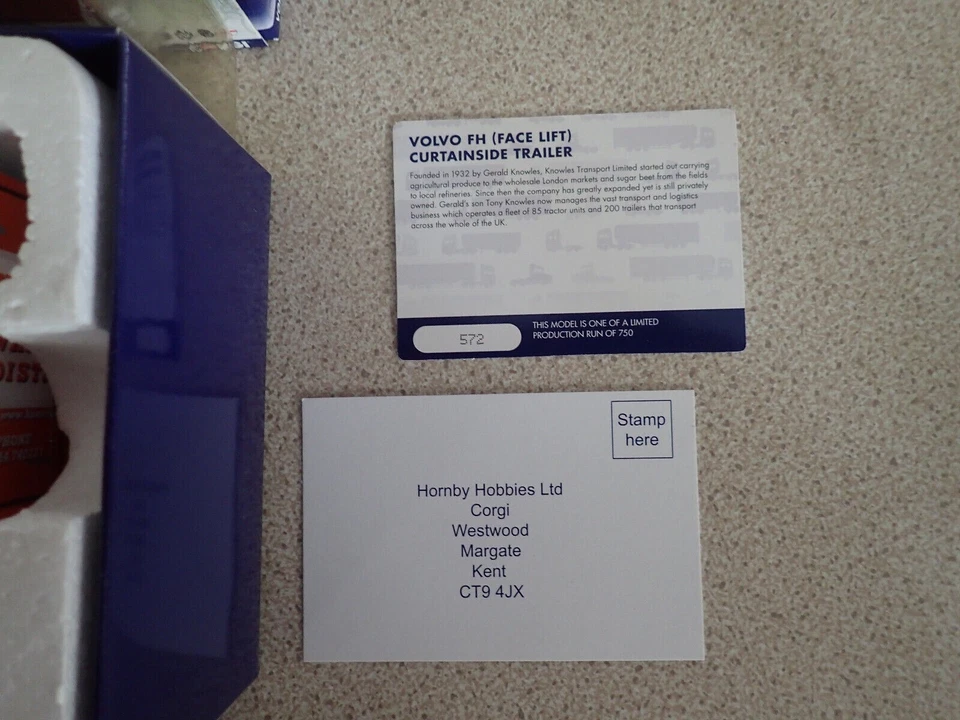 VOLVO FH (FACE LIFT)
CURTAINSIDE TRAILER
Founded in 1932 by Gerald Knowles, Knowles Transport Limited started out carrying
agricultural produce to the wholesale London markets and sugar beet from the fields
to local refineries. Since then the company has greatly expanded yet is still privately
owned. Gerald's son Tony Knowles now manages the vast transport and logistics
business which operates a fleet of 85 tractor units and 200 trailers that transport
across the whole of the UK.
572
THIS MODEL IS ONE OF A LIMITED
PRODUCTION RUN OF 750
Stamp
here
Hornby Hobbies Ltd
Corgi
Westwood
Margate
Kent
CT9 4JX